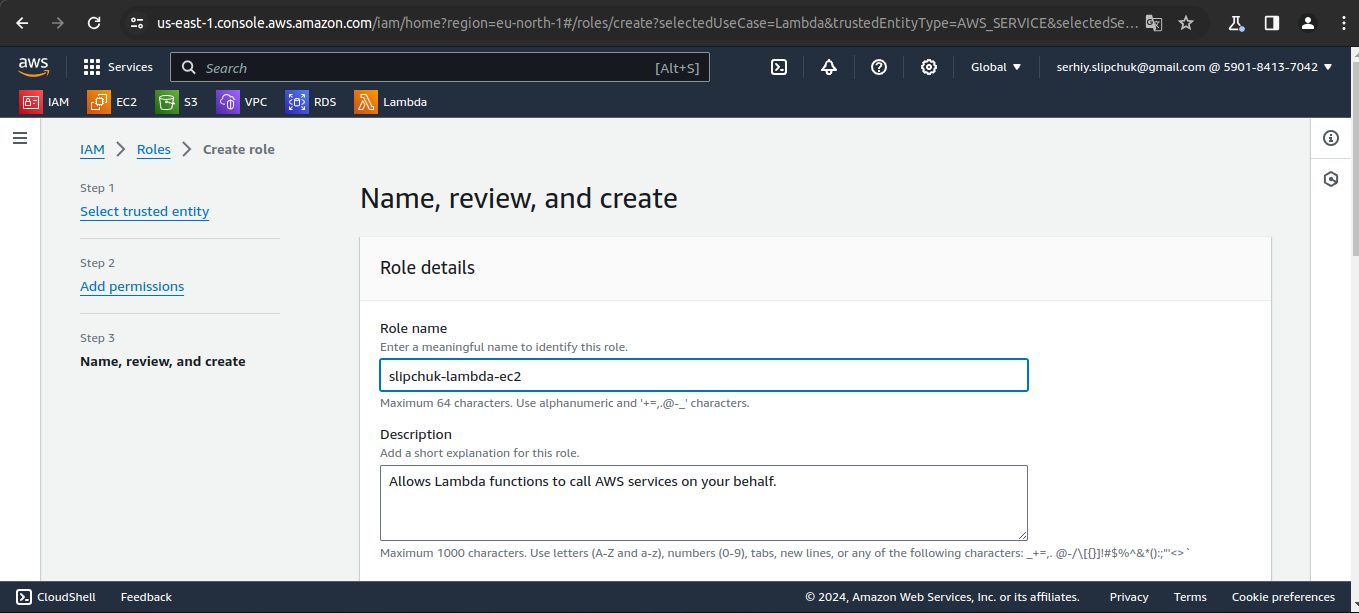 us-east-1.console.aws.amazon.com/iam/home?region=eu-north-1#/roles/create?selectedUseCase=Lambda&trustedEntityType=AWS_SERVICE&selectedSe...
aws Services Search [Alt+S] Global serhiy.slipchuk@gmail.com @ 5901-8413-7042
IAM EC2 S3 VPC RDS Lambda
IAM Roles Create role
Step 1
Select trusted entity
Step 2
Add permissions
Step 3
Name, review, and create
Name, review, and create
Role details
Role name
Enter a meaningful name to identify this role.
slipchuk-lambda-ec2
Maximum 64 characters. Use alphanumeric and '+=,.@-_' characters.
Description
Add a short explanation for this role.
Allows Lambda functions to call AWS services on your behalf.
Maximum 1000 characters. Use letters (A-Z and a-z), numbers (0-9), tabs, new lines, or any of the following characters: _+=,. @-/\[{}]!#$%^&*():;"'<>`
CloudShell Feedback © 2024, Amazon Web Services, Inc. or its affiliates. Privacy Terms Cookie preferences